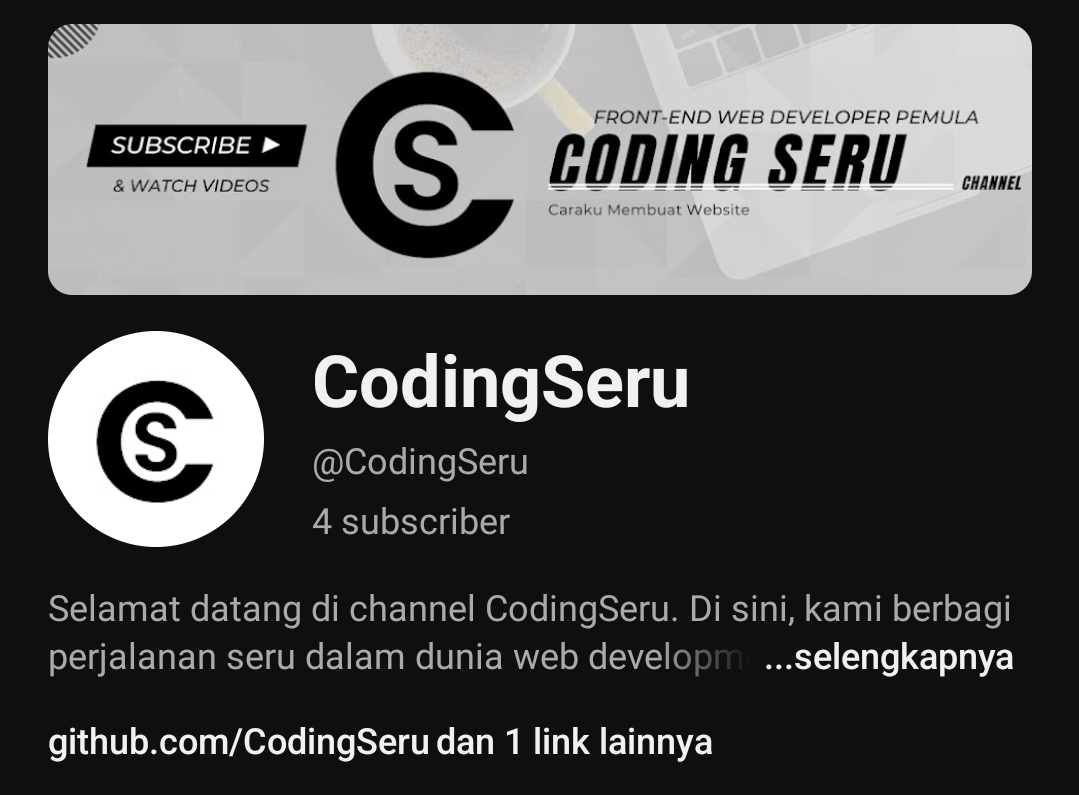 SUBSCRIBE
& WATCH VIDEOS
CS
FRONT-END WEB DEVELOPER PEMULA
CODING SERU
CHANNEL
Caraku Membuat Website
CS
CodingSeru
@CodingSeru
4 subscriber
Selamat datang di channel CodingSeru. Di sini, kami berbagi
perjalanan seru dalam dunia web developm ...selengkapnya
github.com/CodingSeru dan 1 link lainnya